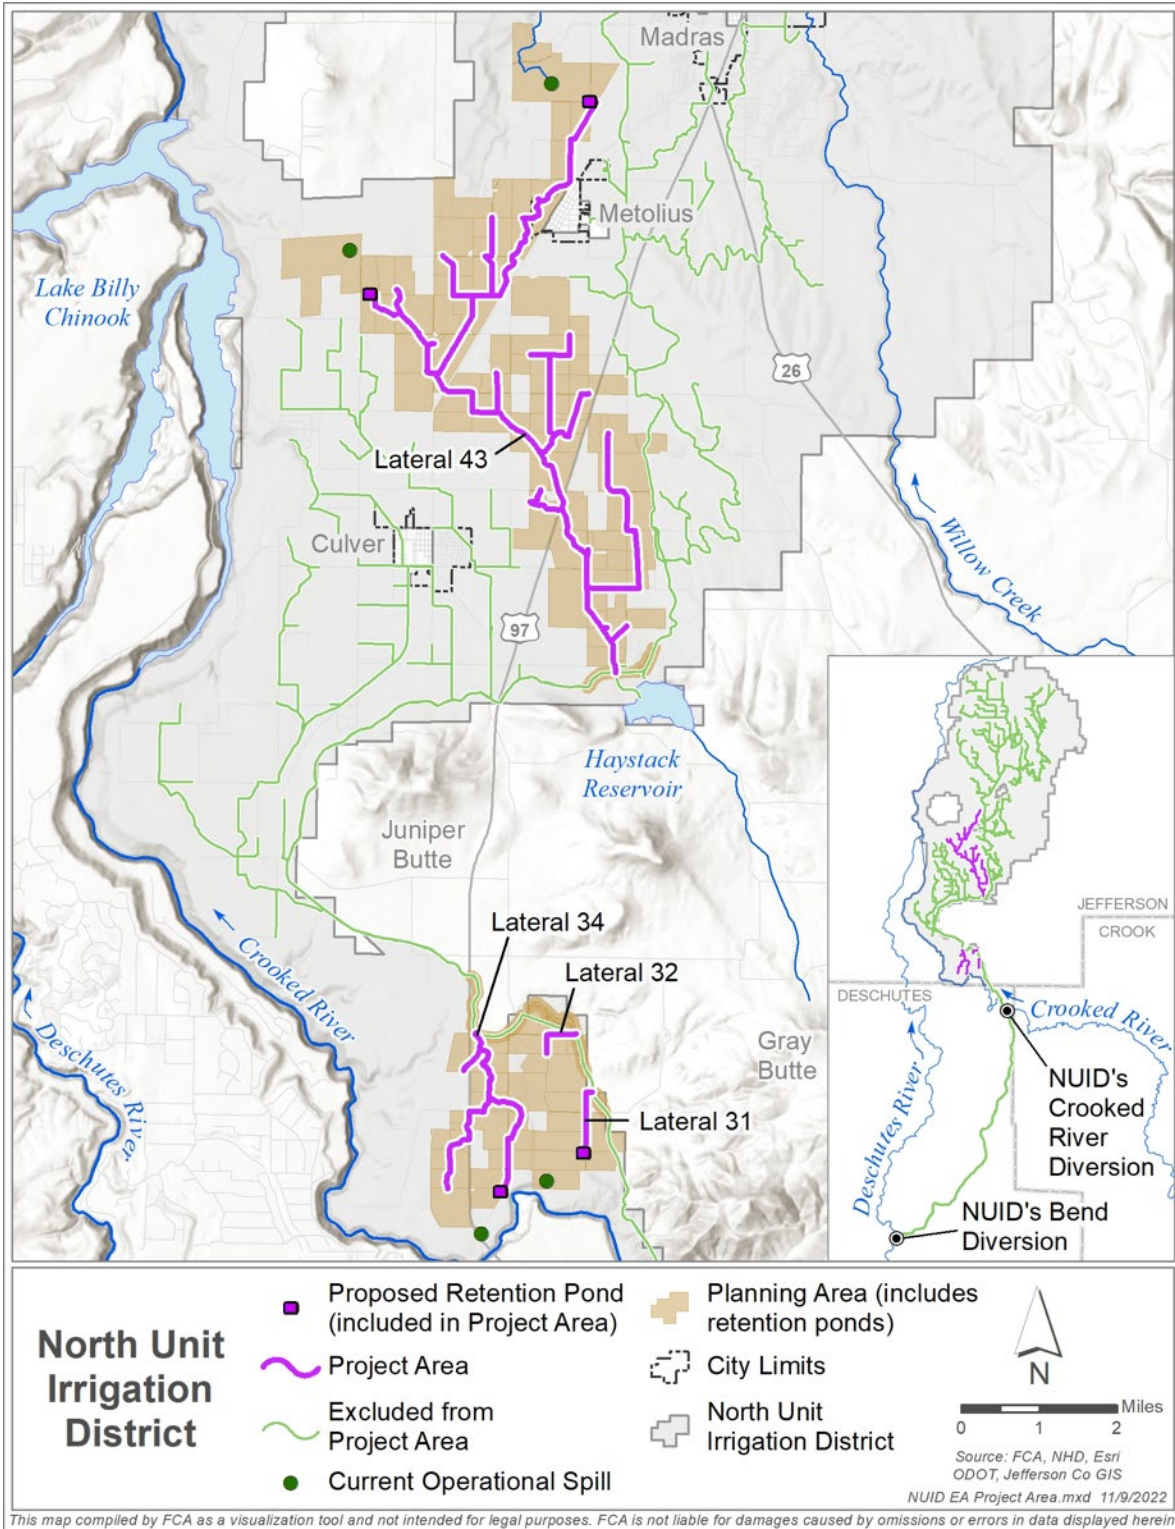 Madras
Metolius
Lake Billy
Chinook
26
Lateral 43
Culver
Willow Creek
97
Haystack
Reservoir
Juniper
Butte
Lateral 34
Lateral 32
Crooked River
Deschutes River
Gray
Butte
Lateral 31
JEFFERSON
CROOK
DESCHUTES
Crooked River
Deschutes River
NUID's
Crooked
River
Diversion
NUID's Bend
Diversion
North Unit
Irrigation
District
Proposed Retention Pond
(included in Project Area)
Project Area
Excluded from
Project Area
Current Operational Spill
Planning Area (includes
retention ponds)
City Limits
North Unit
Irrigation District
N
Miles
0 1 2
Source: FCA, NHD, Esri
ODOT, Jefferson Co GIS
NUID EA Project Area.mxd 11/9/2022
This map compiled by FCA as a visualization tool and not intended for legal purposes. FCA is not liable for damages caused by omissions or errors in data displayed herein